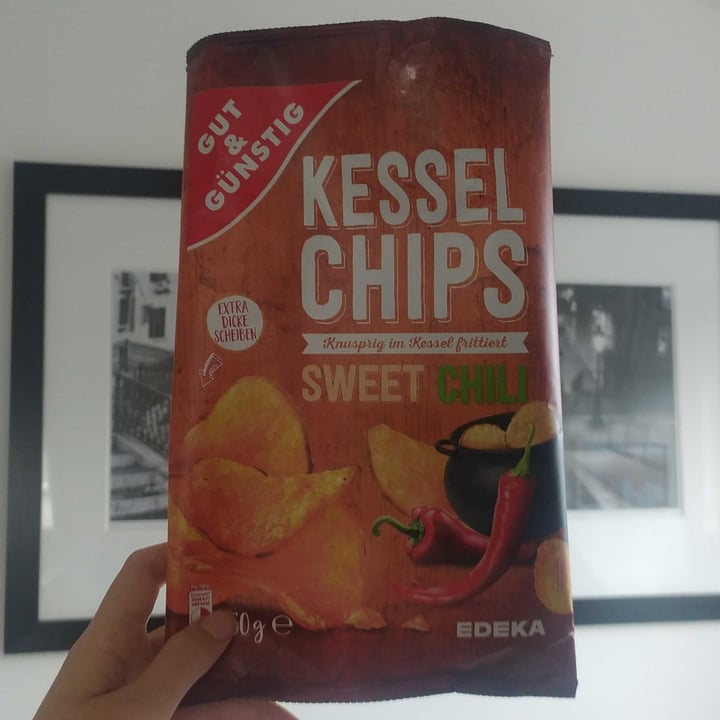 GUT
&
GÜNSTIG
KESSEL
CHIPS
EXTRA
DICKE
SCHEIBEN
Knusprig im Kessel frittiert
SWEET CHILI
g ℮
EDEKA